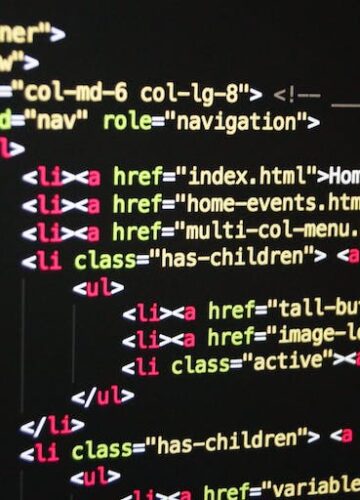 ner">
w">
="col-md-6 col-lg-8"> <!--
d="nav" role="navigation">
l>
<li><a href="index.html">Hom
<li><a href="home-events.htm
<li><a href="multi-col-menu.
<li class="has-children"> <a
<ul>
<li><a href="tall-but
<li><a href="image-lo
<li class="active"><a
</ul>
</li>
<li class="has-children"> <a
<ul>
<li><a href="variable